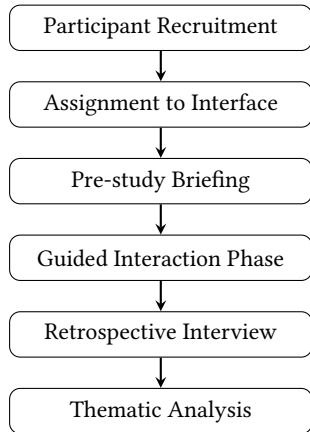 Participant Recruitment
Assignment to Interface
Pre-study Briefing
Guided Interaction Phase
Retrospective Interview
Thematic Analysis